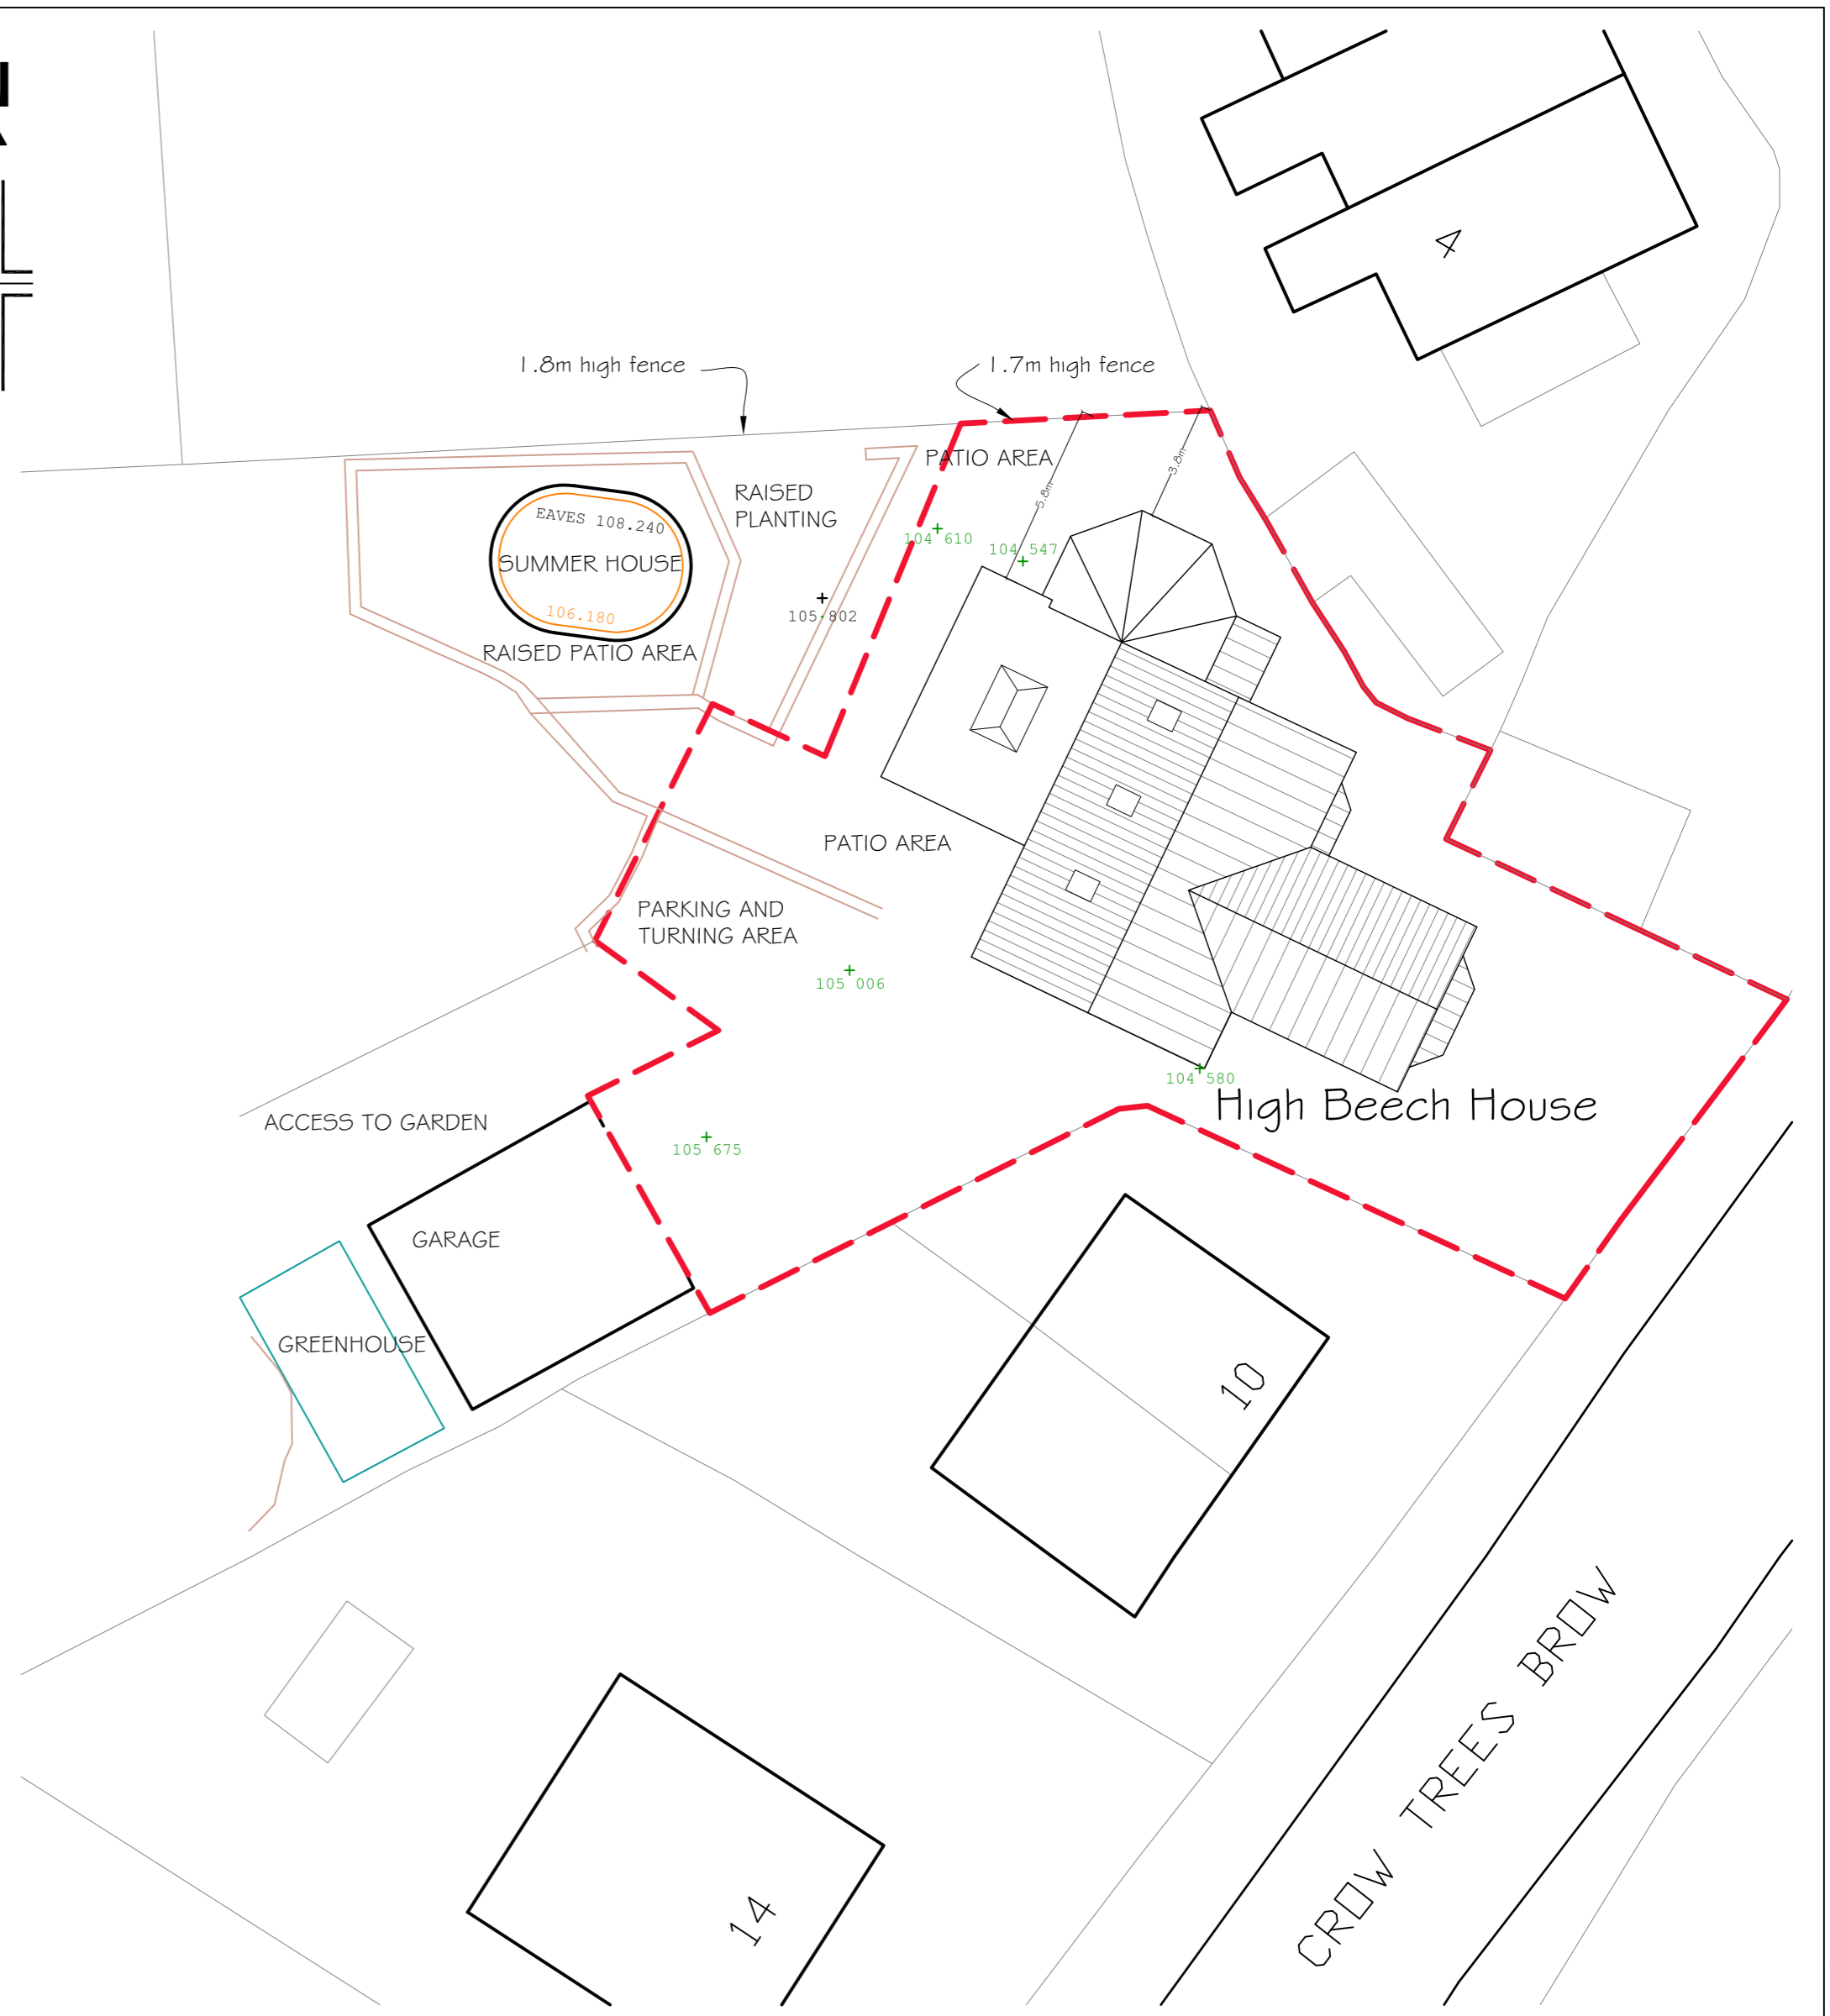 4
1.8m high fence
1.7m high fence
PATIO AREA
3.8m
5.8m
RAISED
PLANTING
EAVES 108.240
SUMMER HOUSE
106.180
104.610
104.547
105.802
RAISED PATIO AREA
PATIO AREA
PARKING AND
TURNING AREA
105.006
104.580
High Beech House
ACCESS TO GARDEN
105.675
GARAGE
GREENHOUSE
10
CROW TREES BROW
14